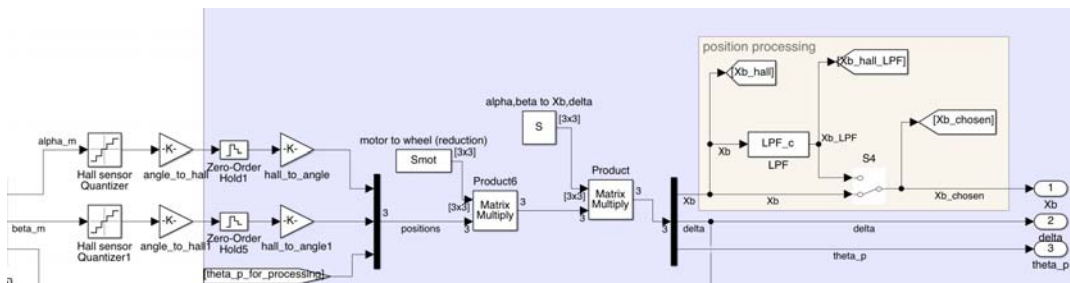 position processing
[Xb_hall]
[Xb_hall_LPF]
alpha,beta to Xb,delta
[3x3]
S
[Xb_chosen]
alpha_m
-K-
-K-
motor to wheel (reduction)
[3x3]
Smot
LPF_c
Xb_LPF
Xb
LPF
S4
Hall sensor
Quantizer
angle_to_hall
Zero-Order
Hold1
hall_to_angle
Product6
Product
[3x3]
Matrix
Multiply
3
[3x3]
Matrix
Multiply
3
3
3
Xb
Xb
Xb_chosen
1
Xb
-K-
-K-
3
positions
3
3
delta
delta
2
delta
beta_m
Hall sensor
Quantizer1
angle_to_hall1
Zero-Order
Hold5
hall_to_angle1
theta_p
3
theta_p
[theta_p_for_processing]